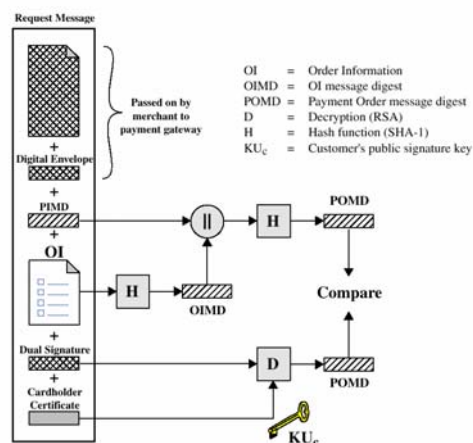 Request Message
Passed on by
merchant to
payment gateway
OI = Order Information
OIMD = OI message digest
POMD = Payment Order message digest
D = Decryption (RSA)
H = Hash function (SHA-1)
KUc = Customer's public signature key
Digital Envelope
+
PIMD
+
OI
||
H
POMD
H
OIMD
Compare
+
Dual Signature
+
D
POMD
Cardholder
Certificate
KUc